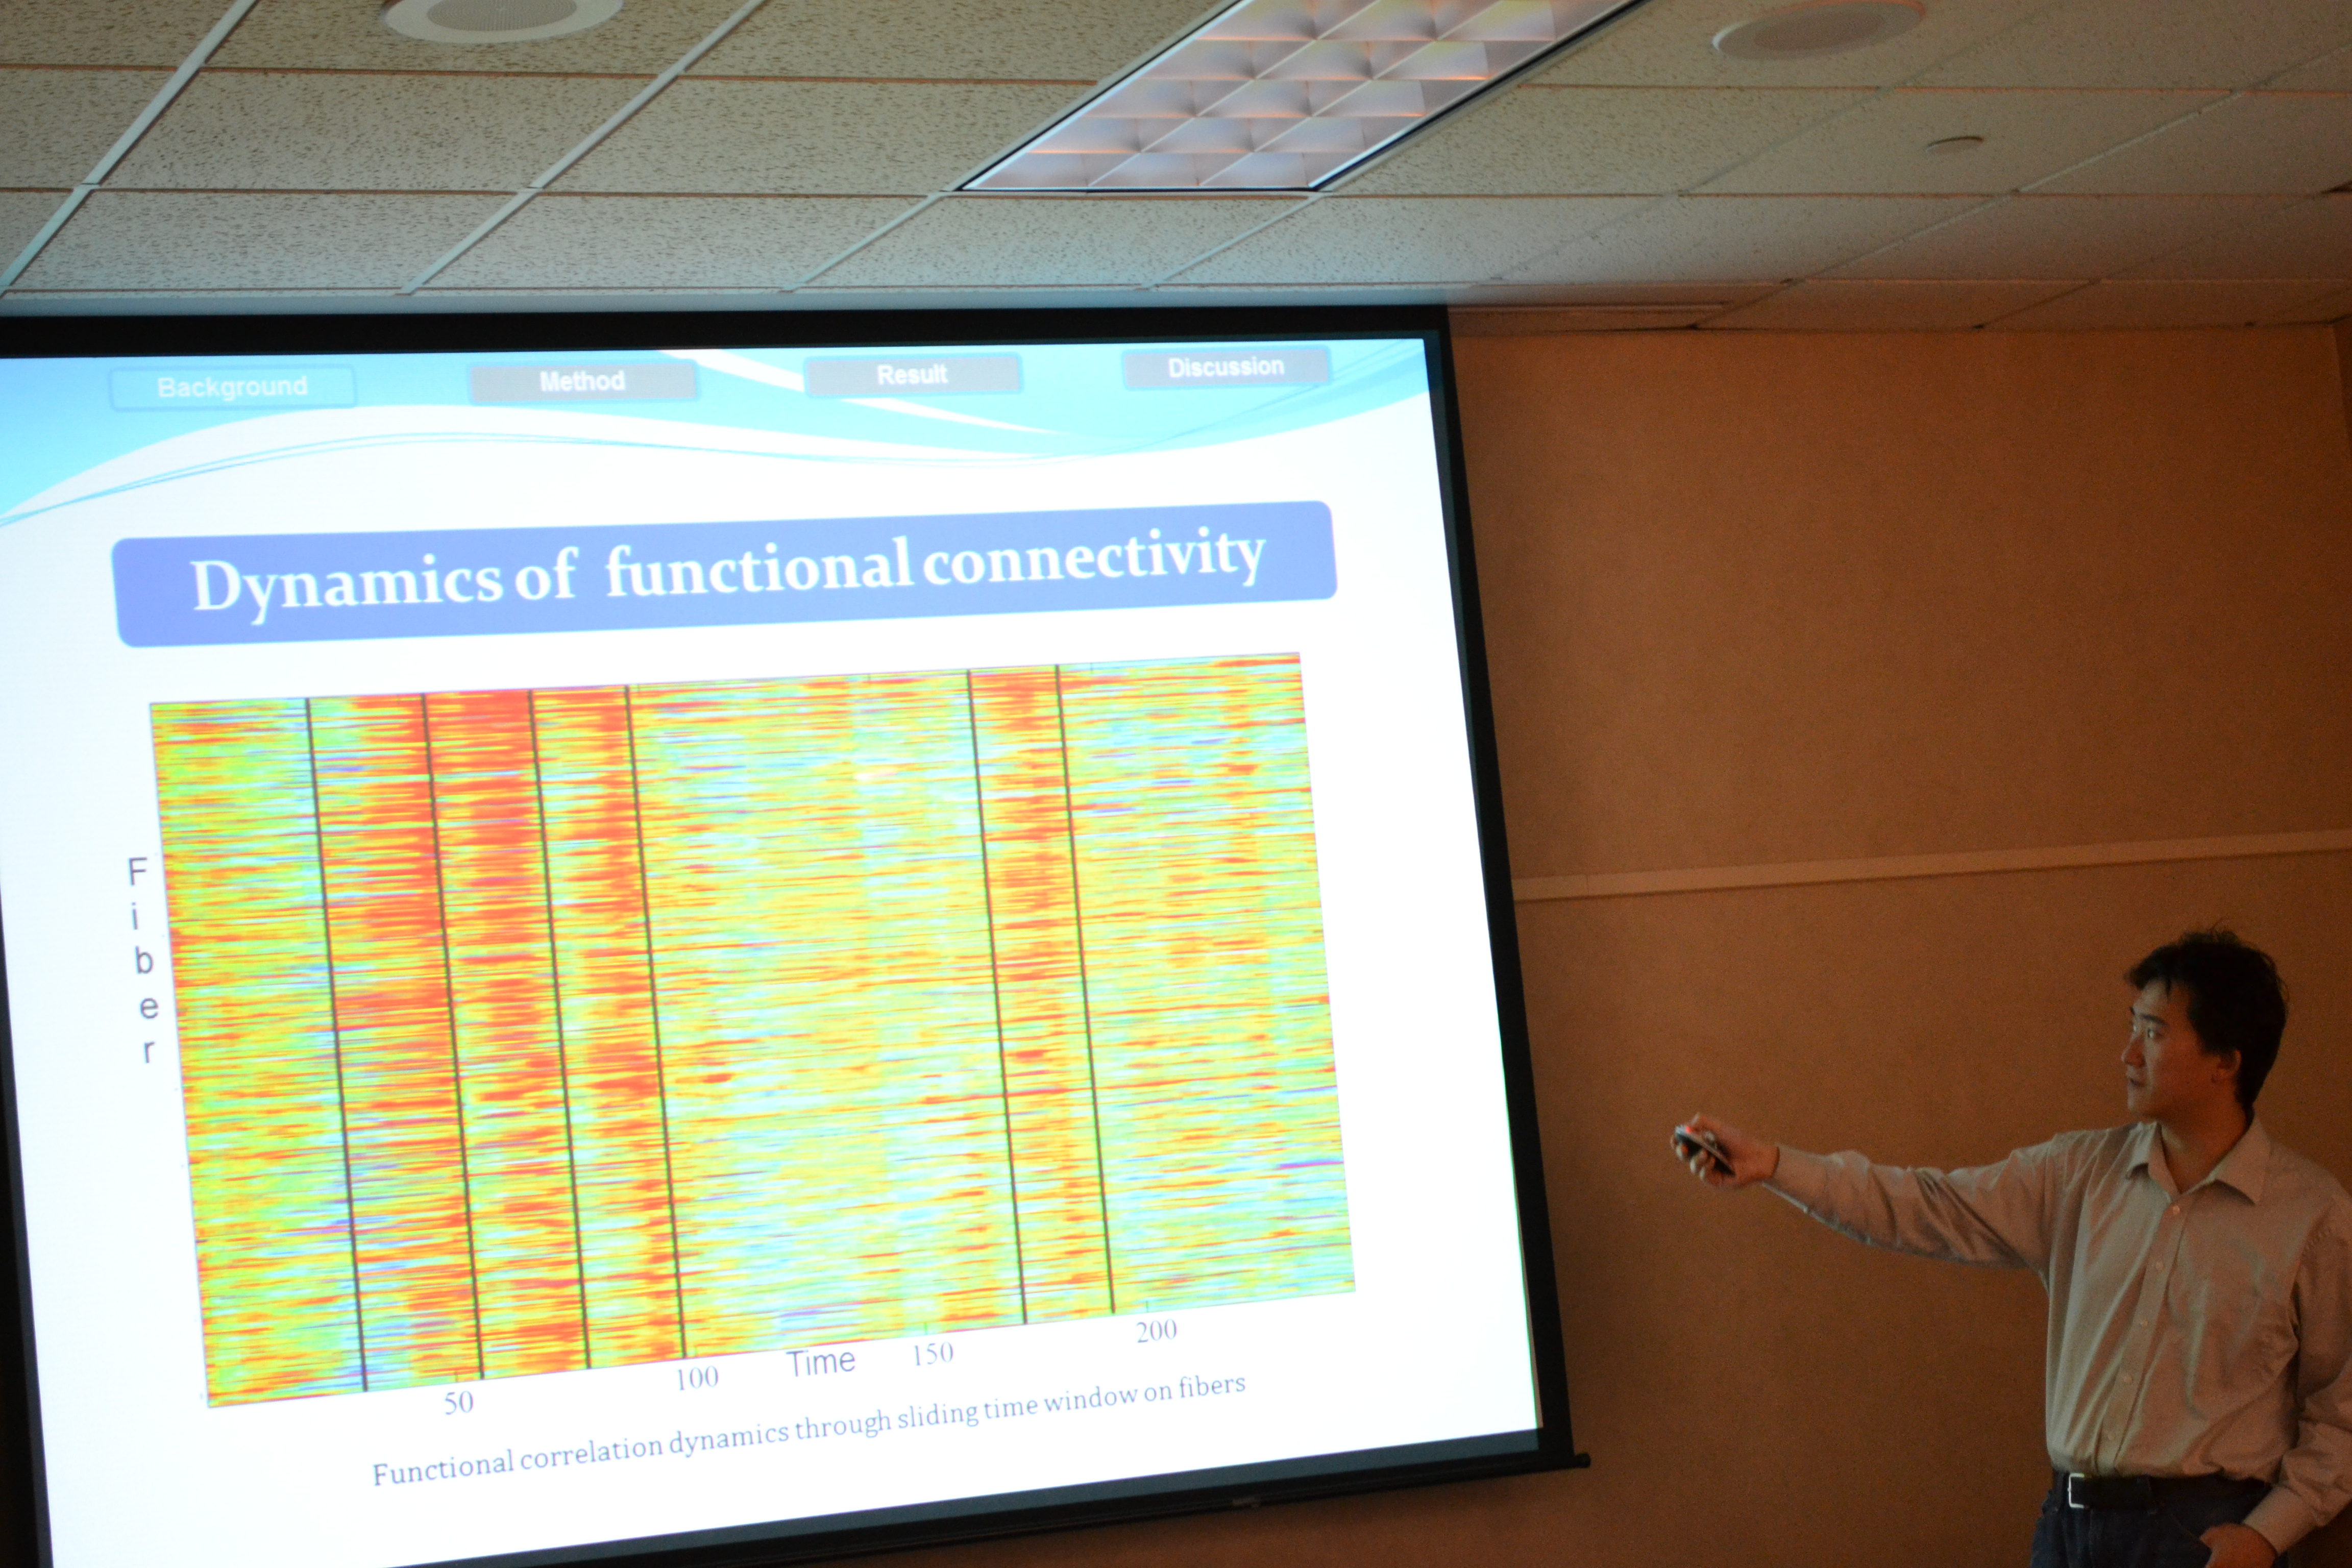 Background Method Result Discussion
Dynamics of functional connectivity
Fiber
50 100 Time 150 200
Functional correlation dynamics through sliding time window on fibers